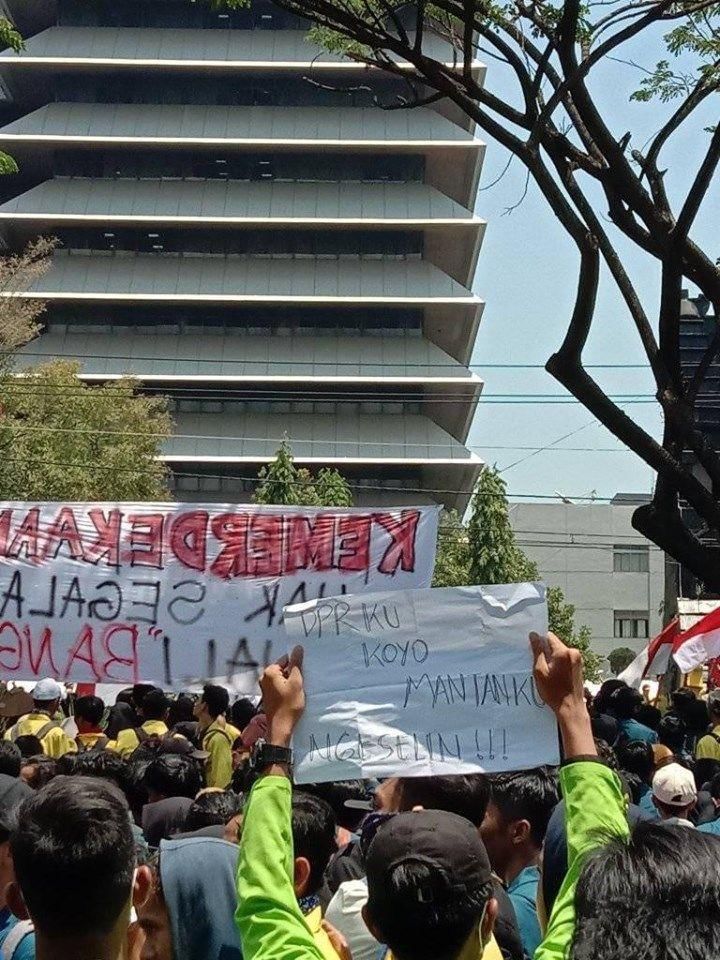 KEMERDEKAAN
SEGALA
"BANG
DPR KU
KOYO
MANTANKU
NGESELIN !!!